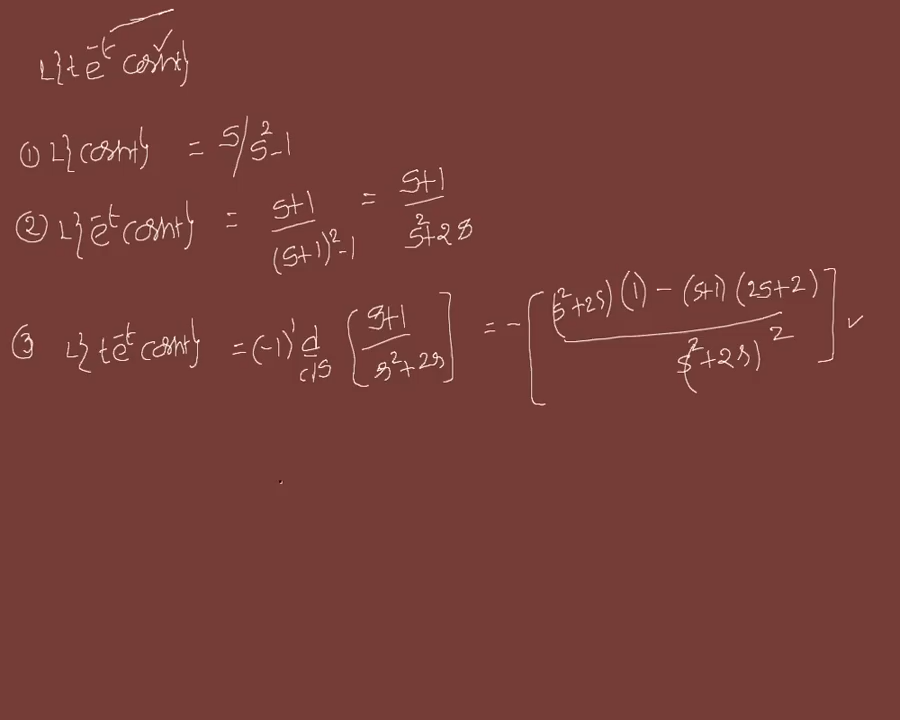 L{t e^-t cosht}
① L{cosht} = S/S²-1
② L{e^-t cosht} = S+1/(S+1)²-1 = S+1/S²+2S
③ L{te^-t cosht} = (-1)¹ d/ds [S+1/S²+2S] = -[(S²+2S)(1) - (S+1)(2S+2)/(S²+2S)²] ✓